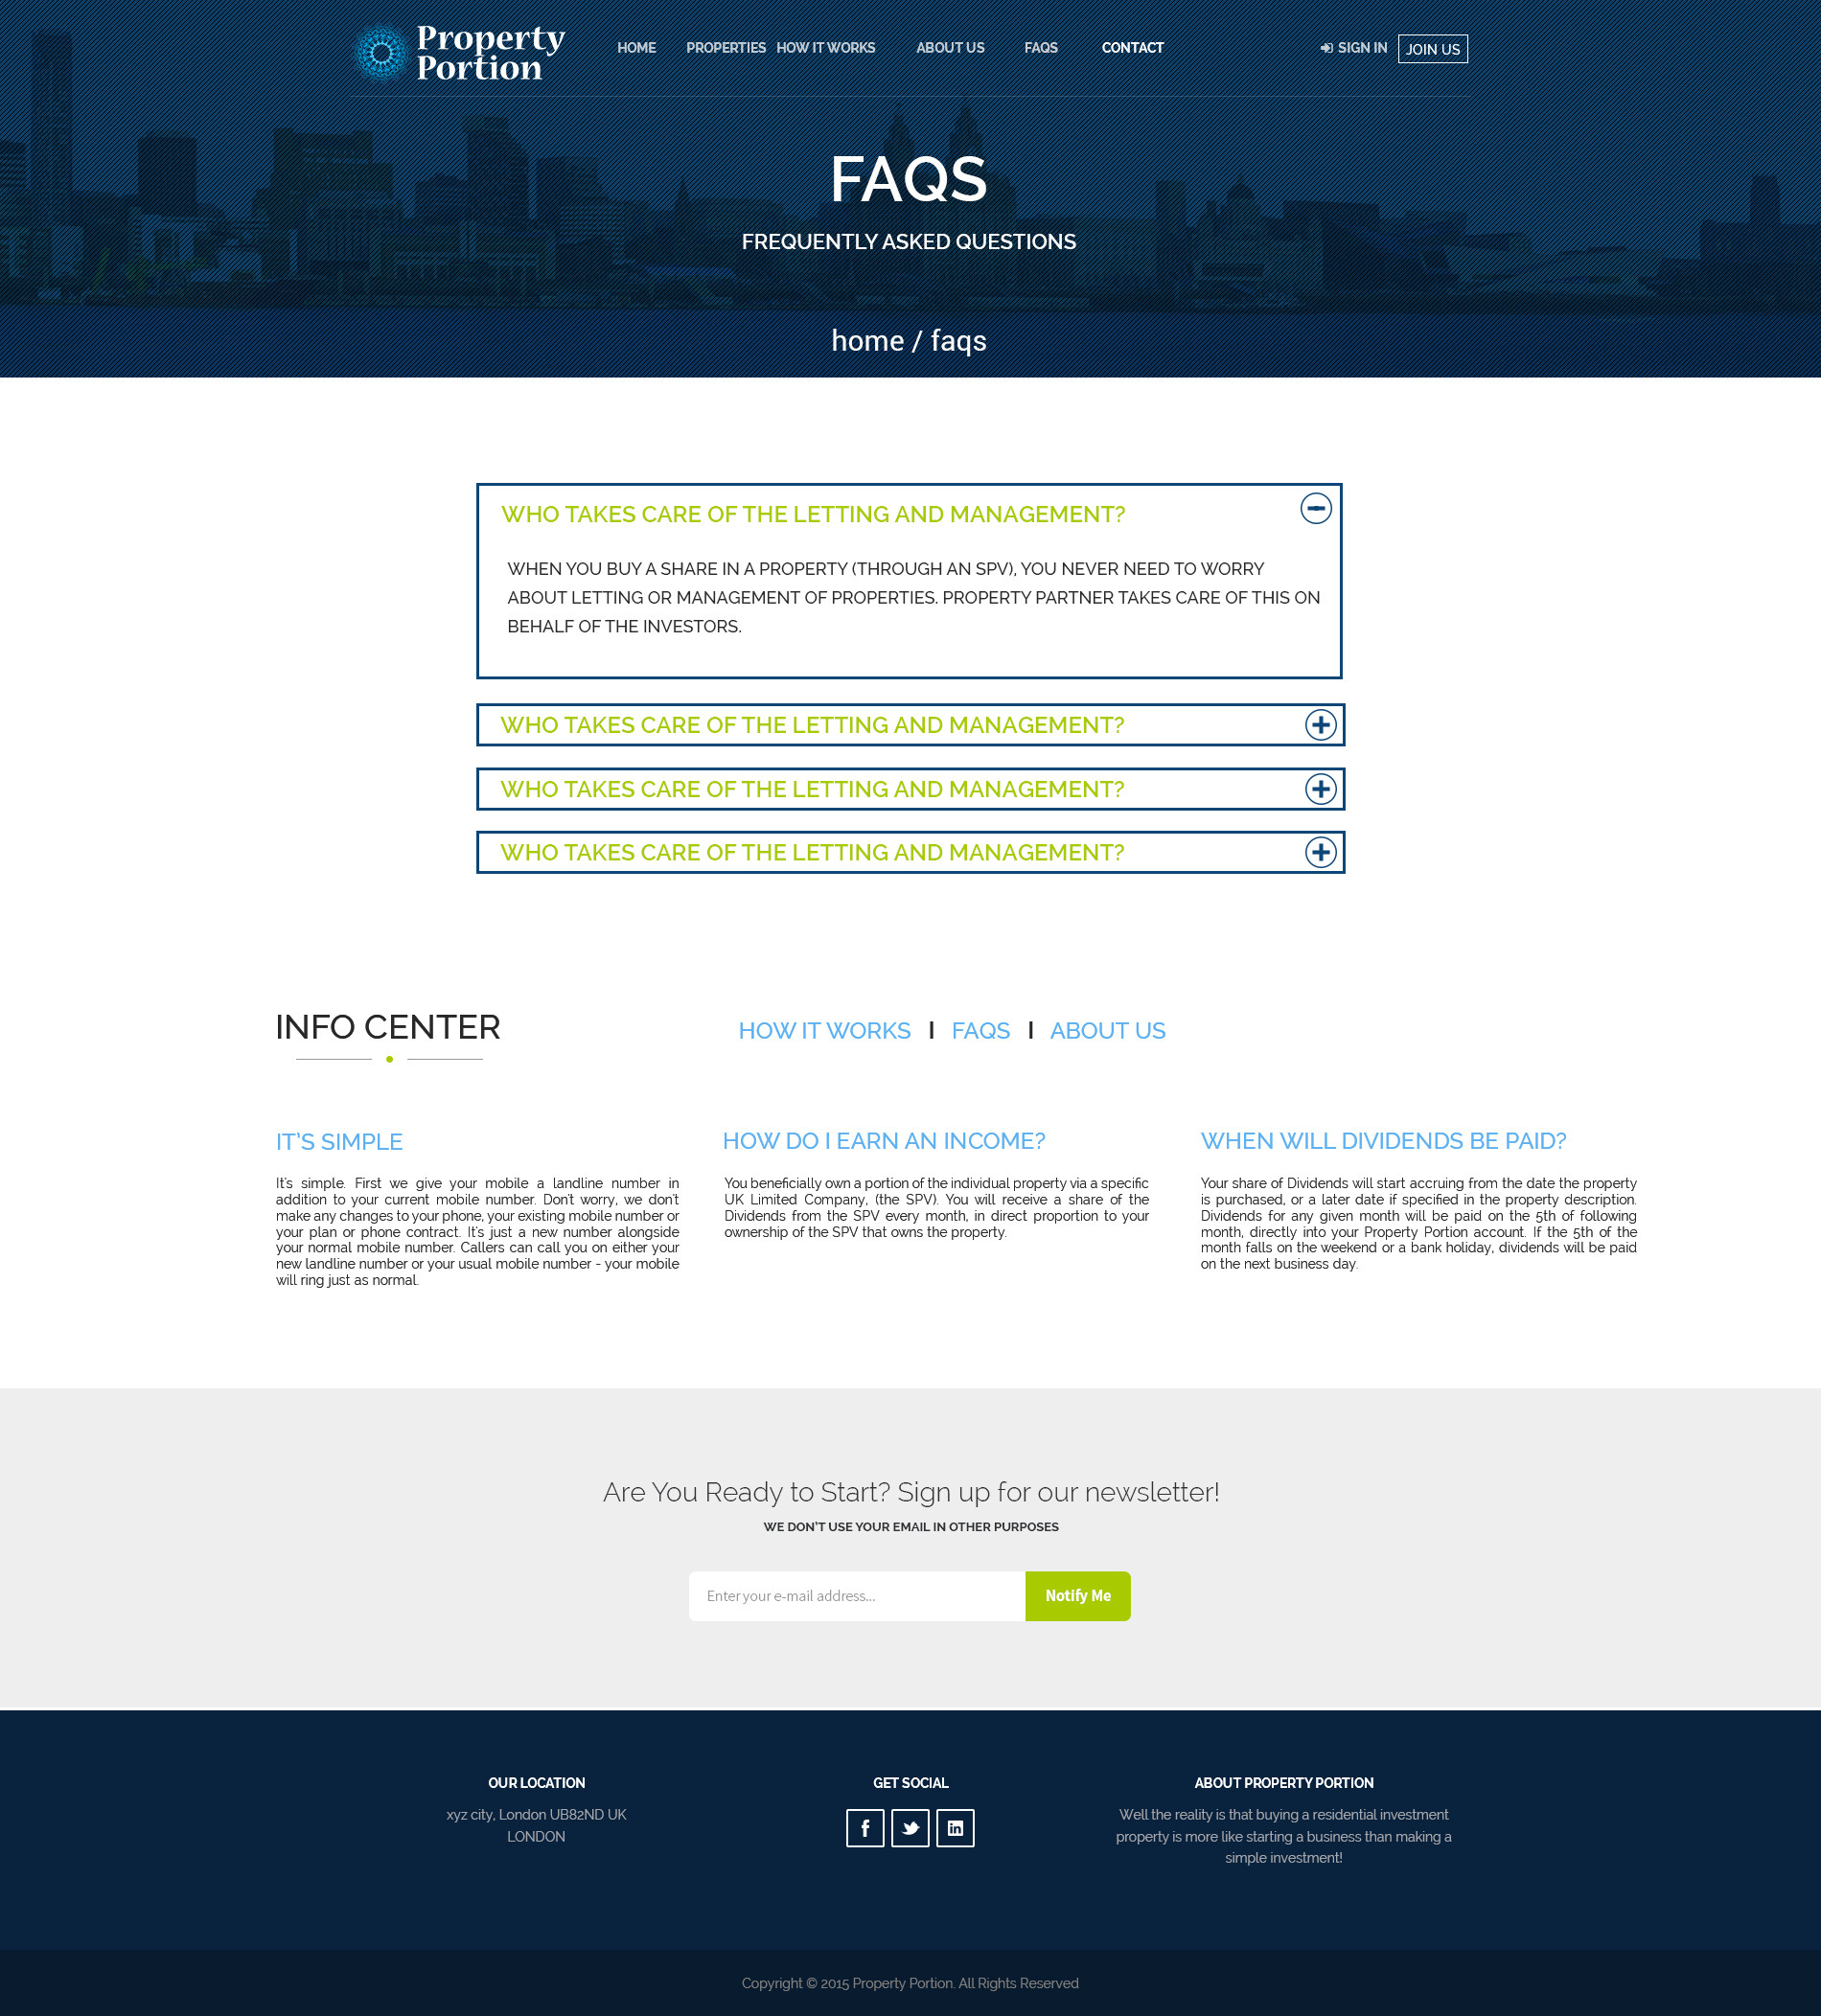 Property
Portion
HOME PROPERTIES HOW IT WORKS ABOUT US FAQS CONTACT SIGN IN JOIN US
FAQS
FREQUENTLY ASKED QUESTIONS
home / faqs
WHO TAKES CARE OF THE LETTING AND MANAGEMENT?
WHEN YOU BUY A SHARE IN A PROPERTY (THROUGH AN SPV), YOU NEVER NEED TO WORRY
ABOUT LETTING OR MANAGEMENT OF PROPERTIES. PROPERTY PARTNER TAKES CARE OF THIS ON
BEHALF OF THE INVESTORS.
WHO TAKES CARE OF THE LETTING AND MANAGEMENT?
WHO TAKES CARE OF THE LETTING AND MANAGEMENT?
WHO TAKES CARE OF THE LETTING AND MANAGEMENT?
INFO CENTER
HOW IT WORKS I FAQS I ABOUT US
IT'S SIMPLE
It's simple. First we give your mobile a landline number in
addition to your current mobile number. Don't worry, we don't
make any changes to your phone, your existing mobile number or
your plan or phone contract. It's just a new number alongside
your normal mobile number. Callers can call you on either your
new landline number or your usual mobile number - your mobile
will ring just as normal.
HOW DO I EARN AN INCOME?
You beneficially own a portion of the individual property via a specific
UK Limited Company, (the SPV). You will receive a share of the
Dividends from the SPV every month, in direct proportion to your
ownership of the SPV that owns the property.
WHEN WILL DIVIDENDS BE PAID?
Your share of Dividends will start accruing from the date the property
is purchased, or a later date if specified in the property description.
Dividends for any given month will be paid on the 5th of following
month, directly into your Property Portion account. If the 5th of the
month falls on the weekend or a bank holiday, dividends will be paid
on the next business day.
Are You Ready to Start? Sign up for our newsletter!
WE DON'T USE YOUR EMAIL IN OTHER PURPOSES
Enter your e-mail address... Notify Me
OUR LOCATION
xyz city, London UB82ND UK
LONDON
GET SOCIAL
f in
ABOUT PROPERTY PORTION
Well the reality is that buying a residential investment
property is more like starting a business than making a
simple investment!
Copyright © 2015 Property Portion. All Rights Reserved